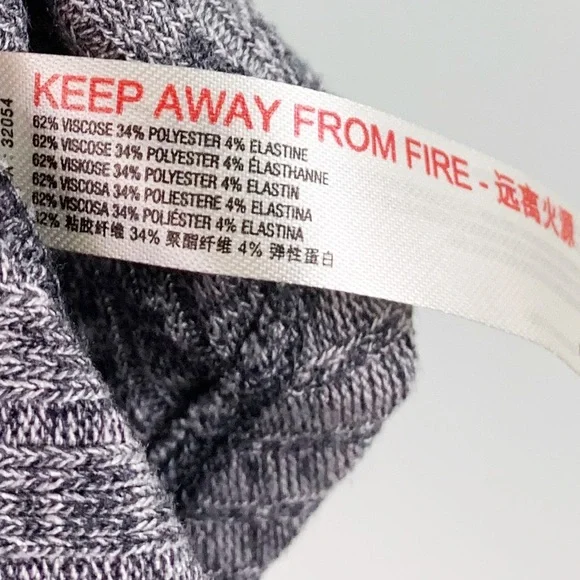 32054
KEEP AWAY FROM FIRE - 远离火源
62% VISCOSE 34% POLYESTER 4% ELASTINE
62% VISCOSE 34% POLYESTER 4% ÉLASTHANNE
62% VISKOSE 34% POLYESTER 4% ELASTIN
62% VISCOSA 34% POLIESTERE 4% ELASTINA
62% VISCOSA 34% POLIÉSTER 4% ELASTINA
62% 粘胶纤维 34% 聚酯纤维 4% 弹性蛋白